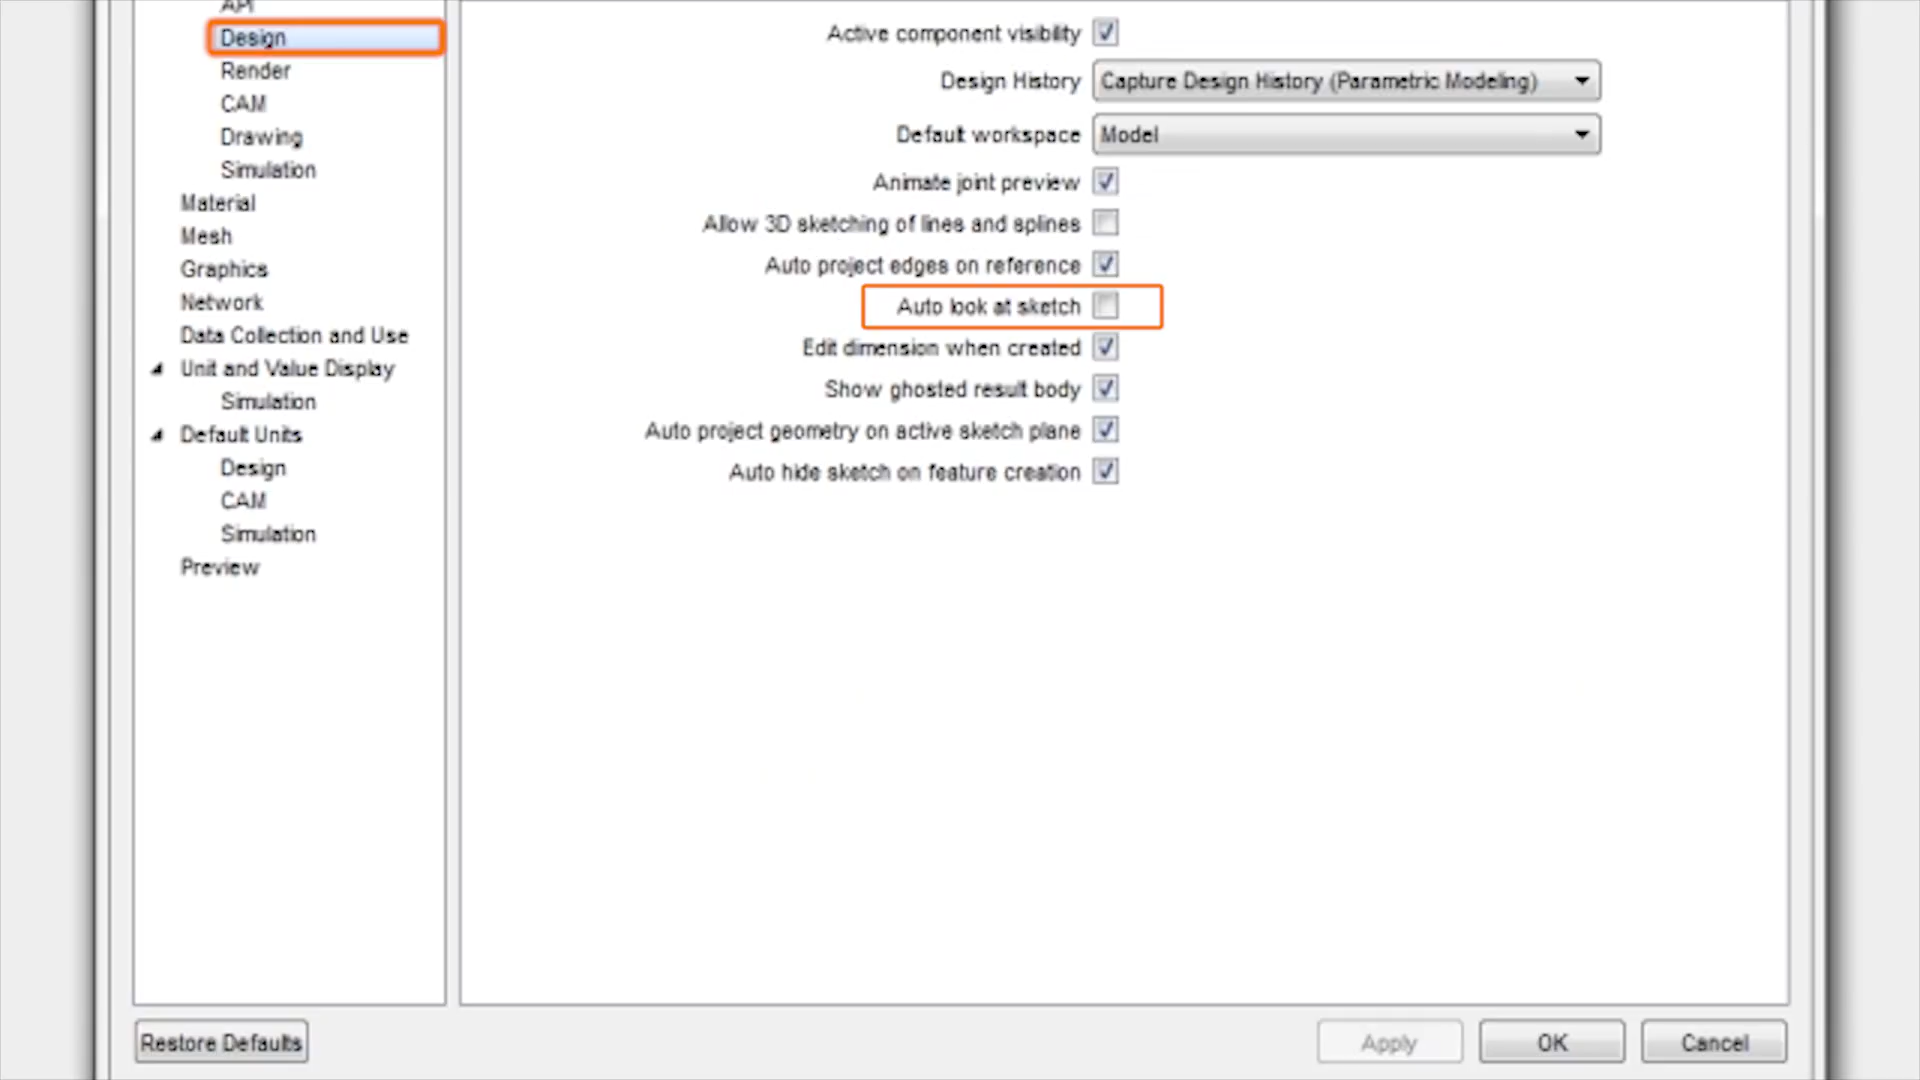 API
Design
Render
CAM
Drawing
Simulation
Material
Mesh
Graphics
Network
Data Collection and Use
Unit and Value Display
Simulation
Default Units
Design
CAM
Simulation
Preview
Active component visibility
Design History Capture Design History (Parametric Modeling)
Default workspace Model
Animate joint preview
Allow 3D sketching of lines and splines
Auto project edges on reference
Auto look at sketch
Edit dimension when created
Show ghosted result body
Auto project geometry on active sketch plane
Auto hide sketch on feature creation
Restore Defaults
Apply
OK
Cancel